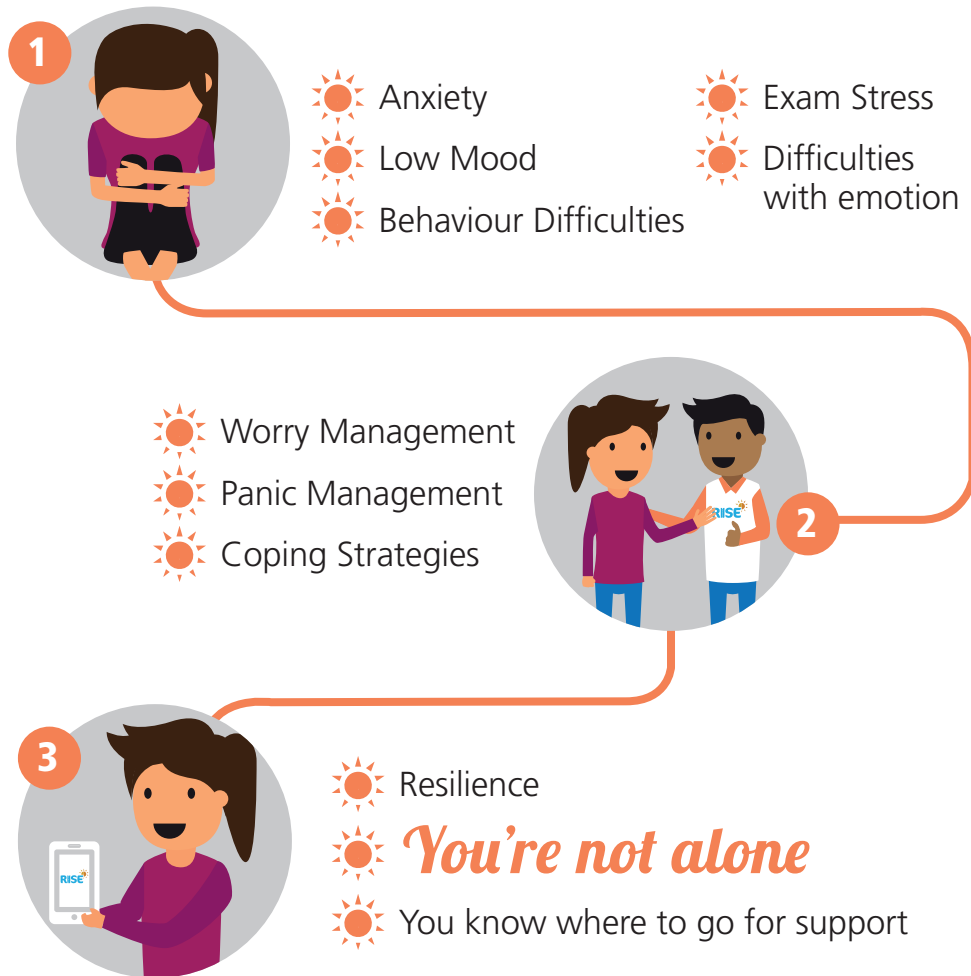 1
Anxiety
Low Mood
Behaviour Difficulties
Exam Stress
Difficulties
with emotion
Worry Management
Panic Management
Coping Strategies
RISE
2
3
RISE
Resilience
You're not alone
You know where to go for support